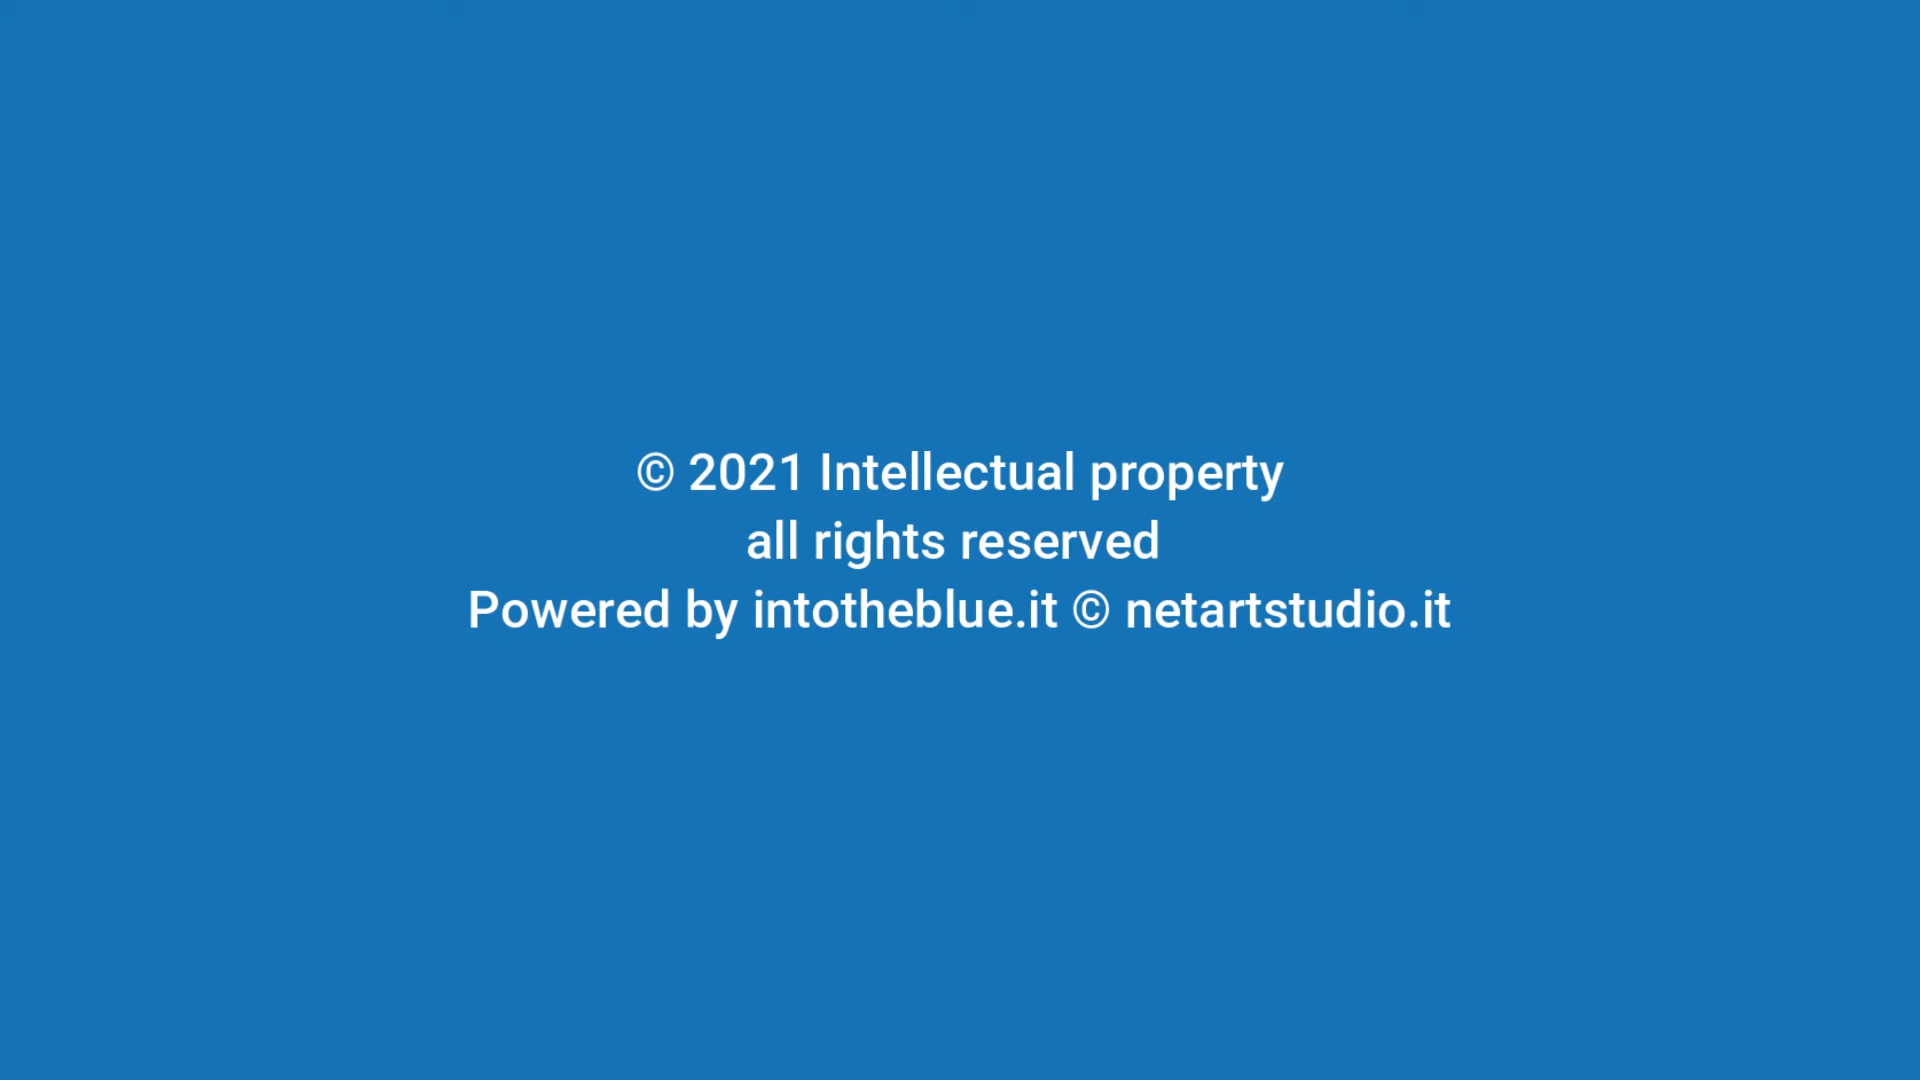 © 2021 Intellectual property
all rights reserved
Powered by intotheblue.it © netartstudio.it